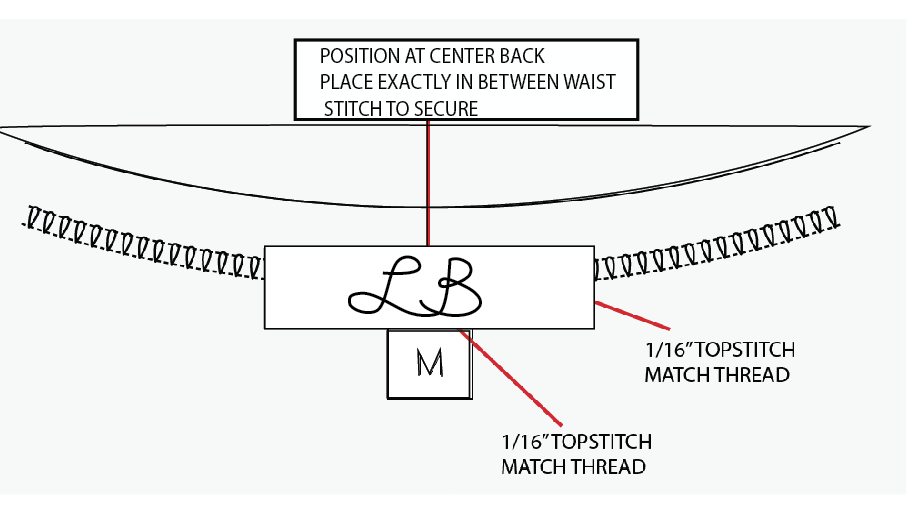 POSITION AT CENTER BACK
PLACE EXACTLY IN BETWEEN WAIST
STITCH TO SECURE
LB
M
1/16" TOPSTITCH
MATCH THREAD
1/16" TOPSTITCH
MATCH THREAD